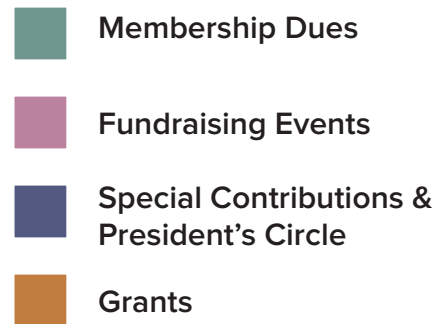 Membership Dues
Fundraising Events
Special Contributions &
President’s Circle
Grants